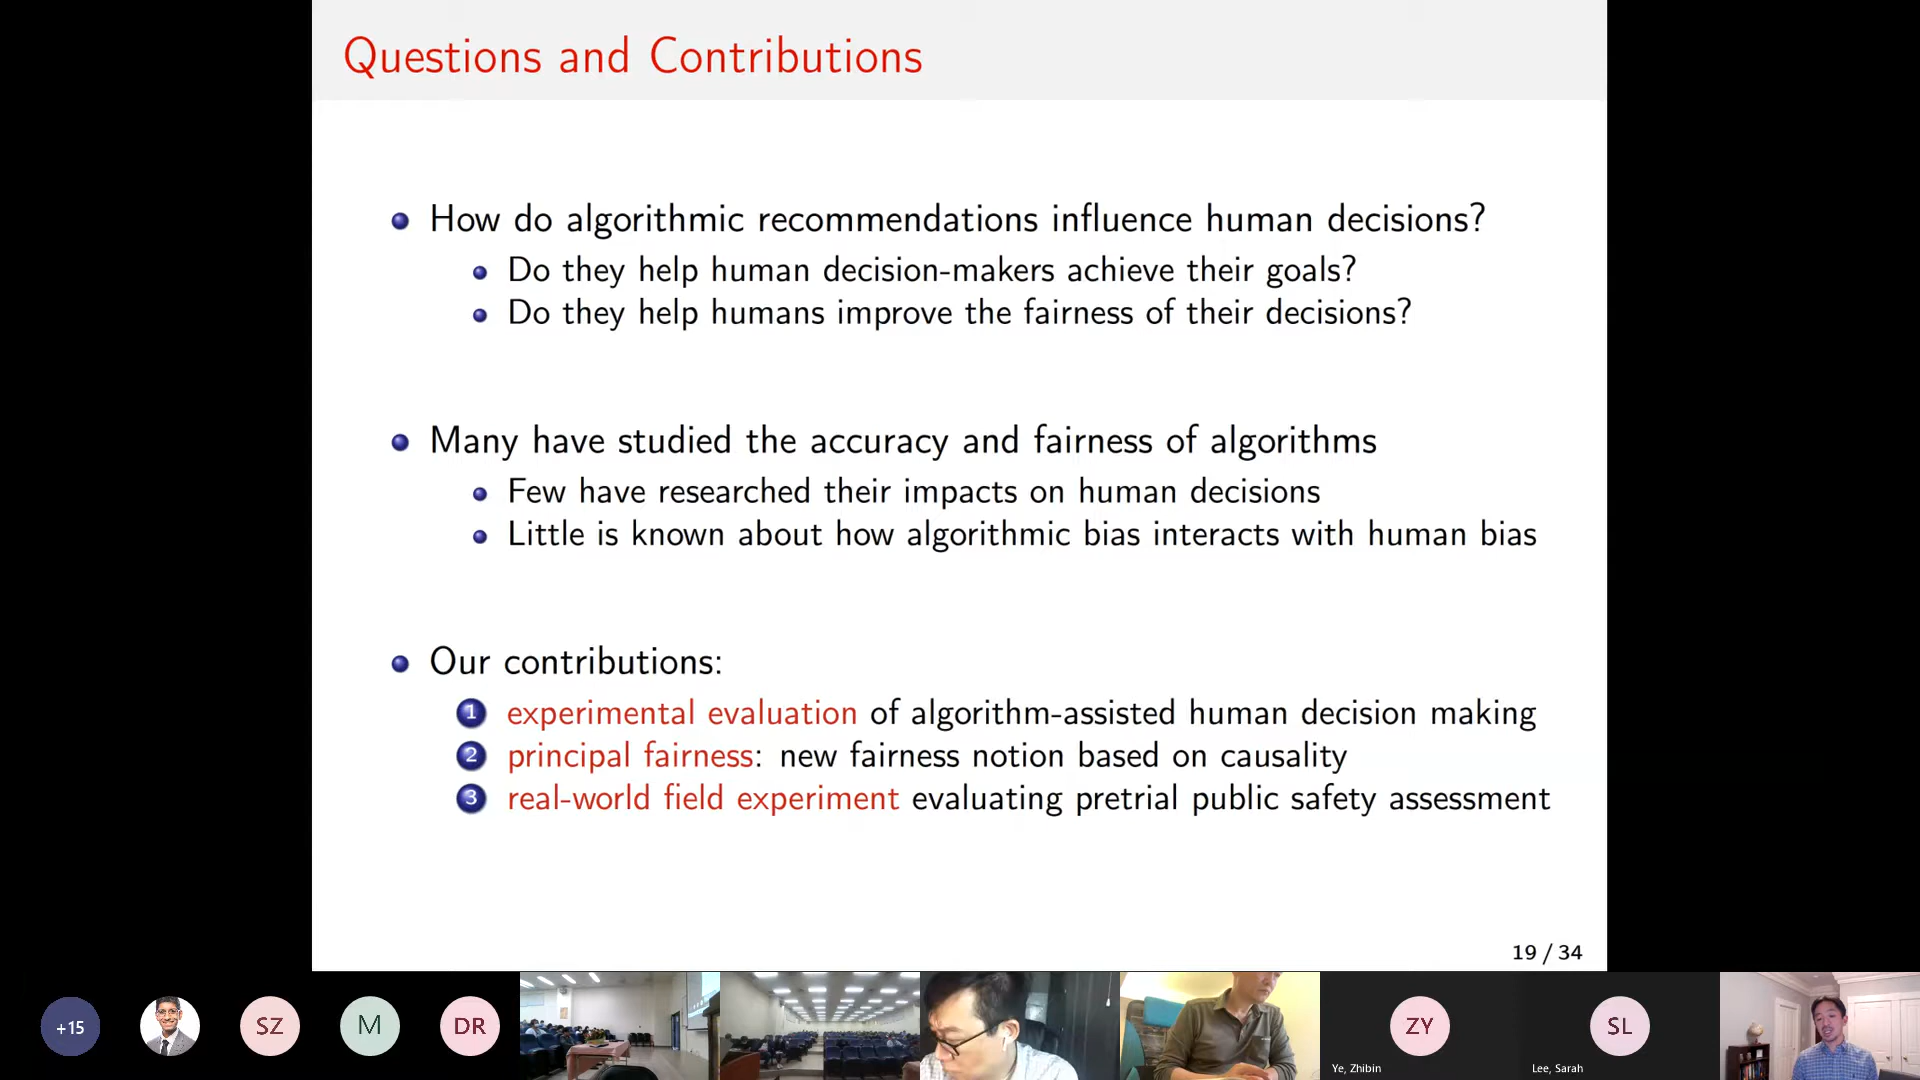 Questions and Contributions
How do algorithmic recommendations influence human decisions?
Do they help human decision-makers achieve their goals?
Do they help humans improve the fairness of their decisions?
Many have studied the accuracy and fairness of algorithms
Few have researched their impacts on human decisions
Little is known about how algorithmic bias interacts with human bias
Our contributions:
1 experimental evaluation of algorithm-assisted human decision making
2 principal fairness: new fairness notion based on causality
3 real-world field experiment evaluating pretrial public safety assessment
19 / 34
+15
SZ
M
DR
ZY
SL
Ye, Zhibin
Lee, Sarah